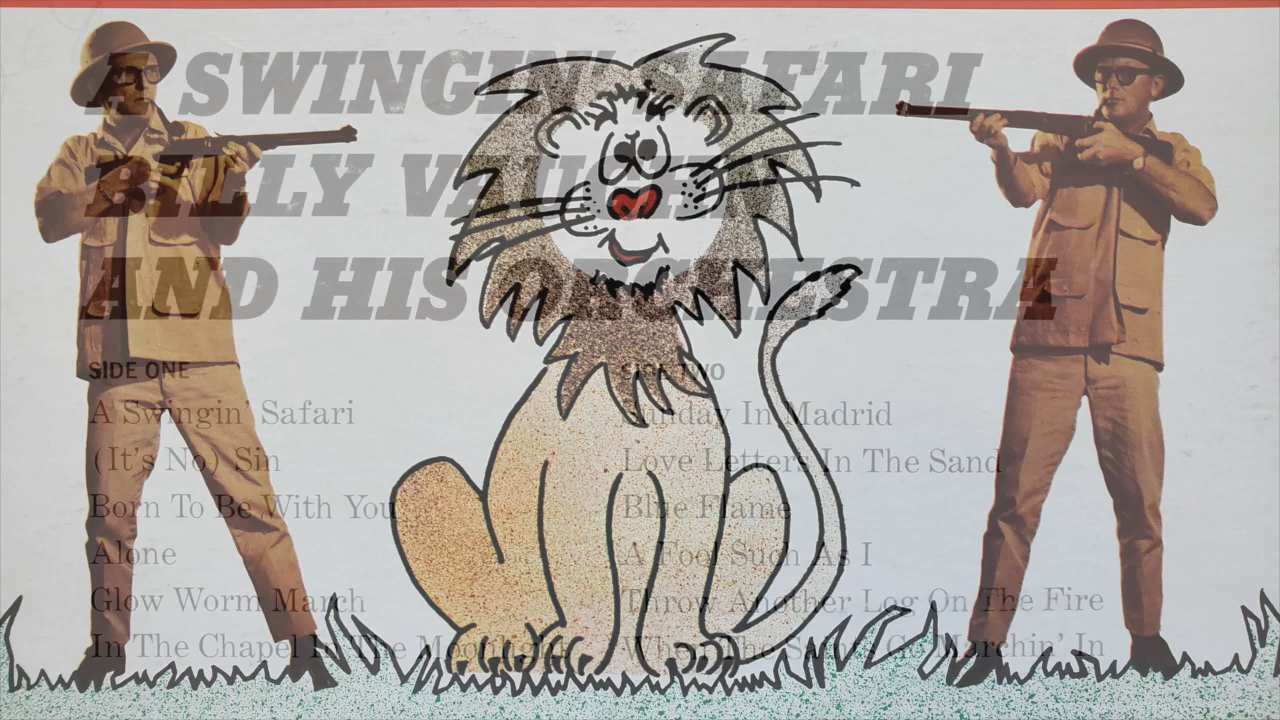 A SWINGIN' SAFARI
BILLY VAUGHN
AND HIS ORCHESTRA
SIDE ONE
A Swingin' Safari
(It's No) Sin
Born To Be With You
Alone
Glow Worm March
In The Chapel In The Moonlight
SIDE TWO
Sunday In Madrid
Love Letters In The Sand
Blue Flame
A Fool Such As I
Throw Another Log On The Fire
When The Saints Go Marchin' In